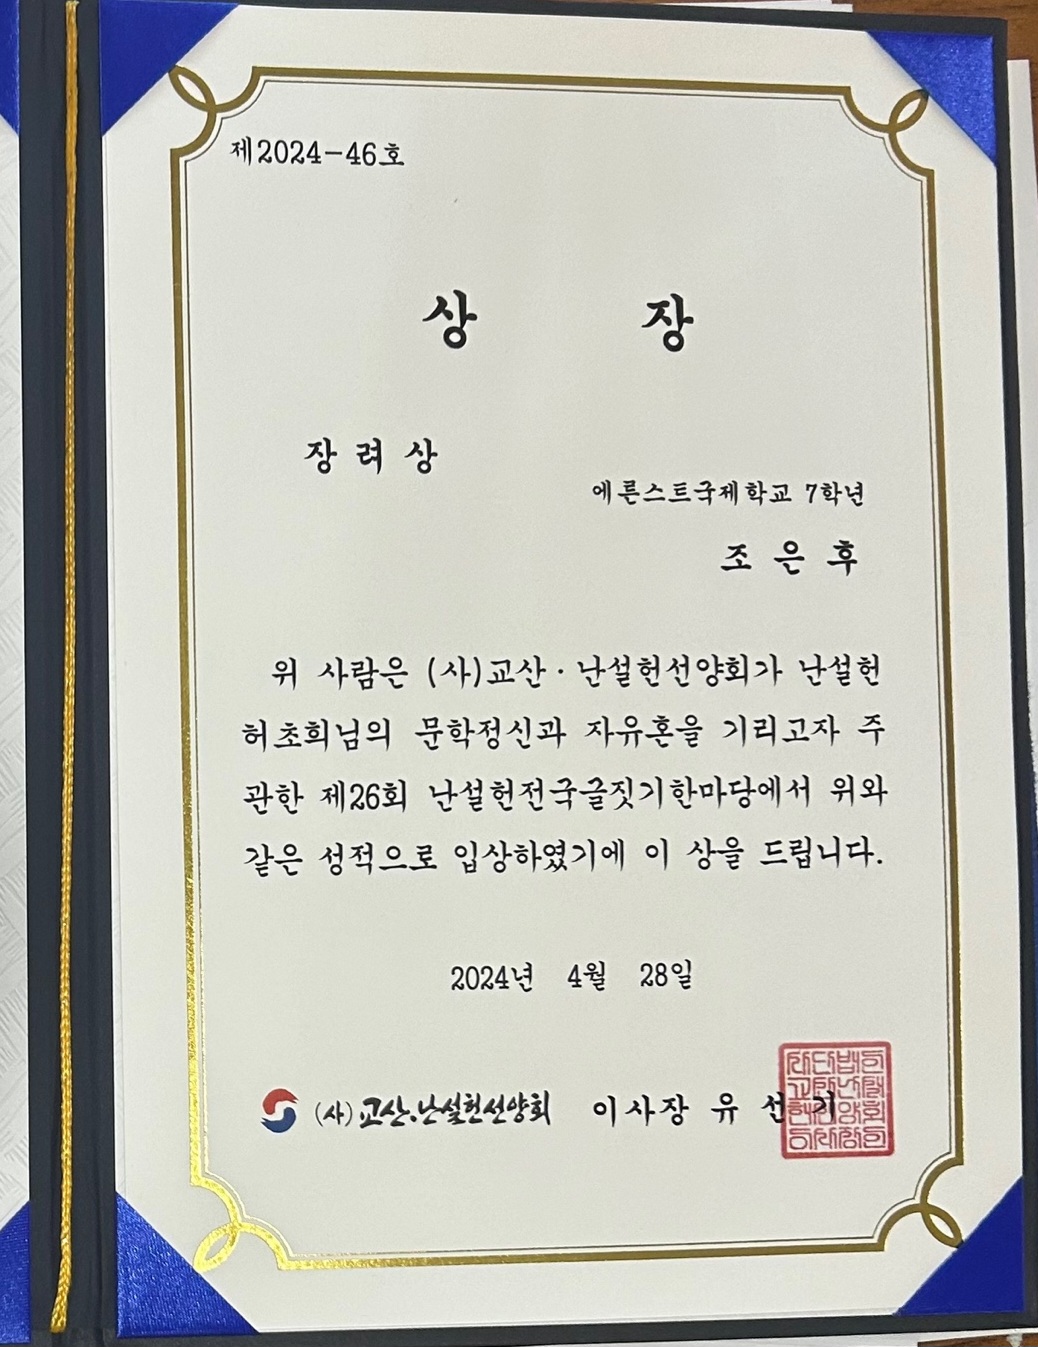 제2024-46호
상 장
장 려 상
에른스트국제학교 7학년
조 은 후
위 사람은 (사)교산·난설헌선양회가 난설헌
허초희님의 문학정신과 자유혼을 기리고자 주
관한 제26회 난설헌전국글짓기한마당에서 위와
같은 성적으로 입상하였기에 이 상을 드립니다.
2024년 4월 28일
(사)교산·난설헌선양회 이사장 유 선 기